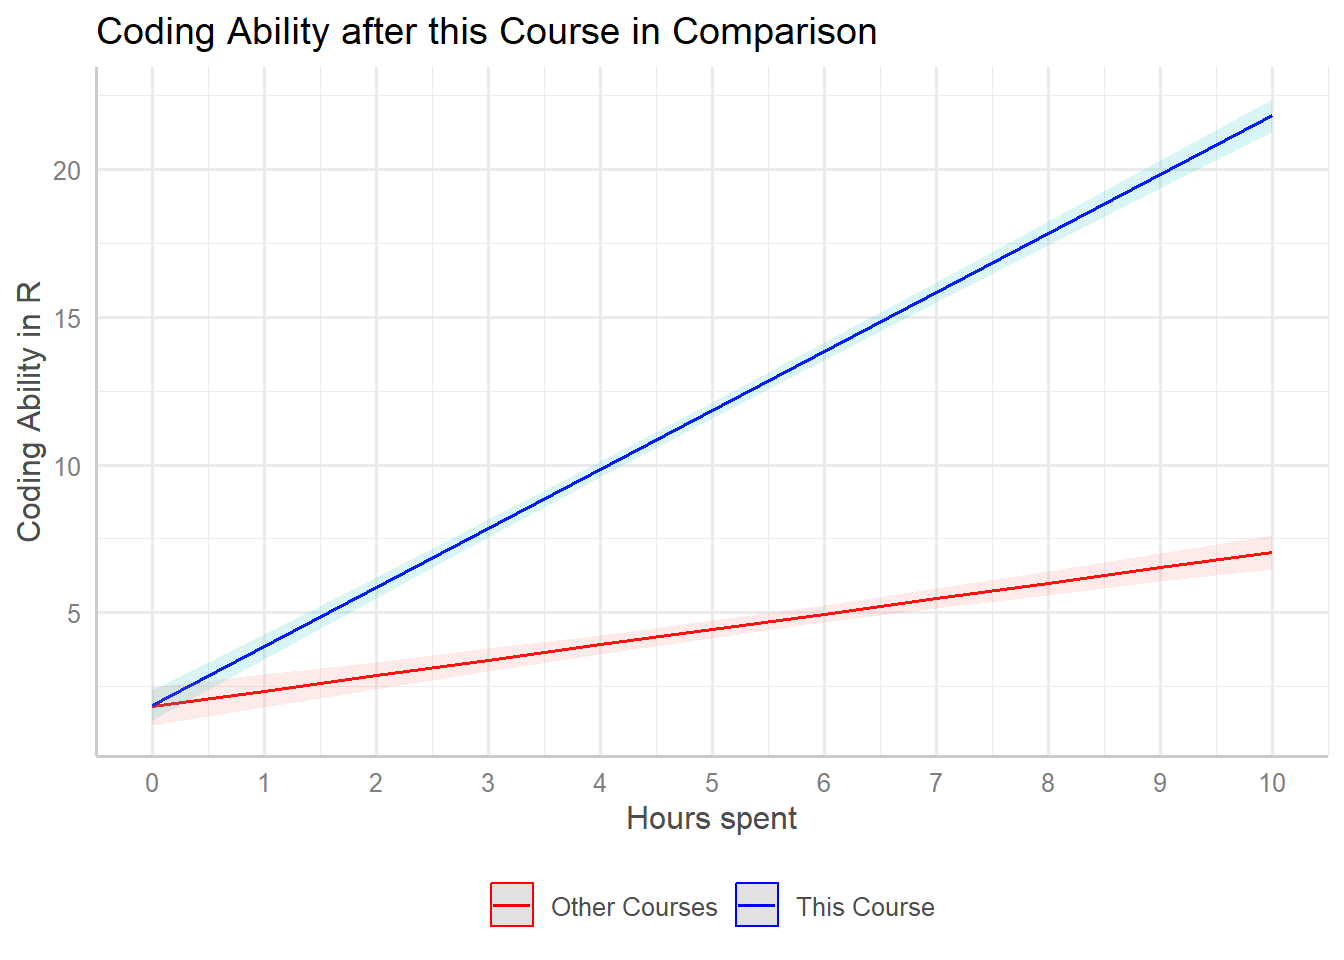 Coding Ability after this Course in Comparison
Coding Ability in R
20
15
10
5
0 1 2 3 4 5 6 7 8 9 10
Hours spent
Other Courses This Course